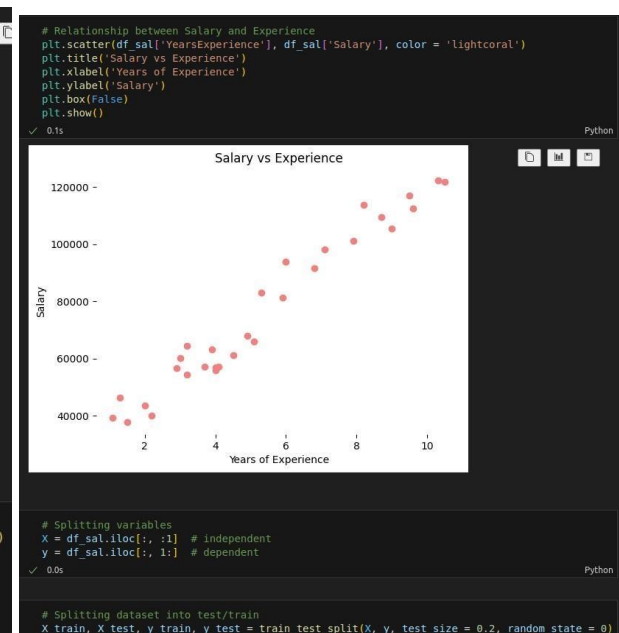 # Relationship between Salary and Experience
plt.scatter(df_sal['YearsExperience'], df_sal['Salary'], color = 'lightcoral')
plt.title('Salary vs Experience')
plt.xlabel('Years of Experience')
plt.ylabel('Salary')
plt.box(False)
plt.show()
✓ 0.1s Python
Salary vs Experience
120000
100000
80000
60000
40000
Salary
2 4 6 8 10
Years of Experience
# Splitting variables
X = df_sal.iloc[:, :1] # independent
y = df_sal.iloc[:, 1:] # dependent
✓ 0.0s Python
# Splitting dataset into test/train
X_train, X_test, y_train, y_test = train_test_split(X, y, test_size = 0.2, random_state = 0)